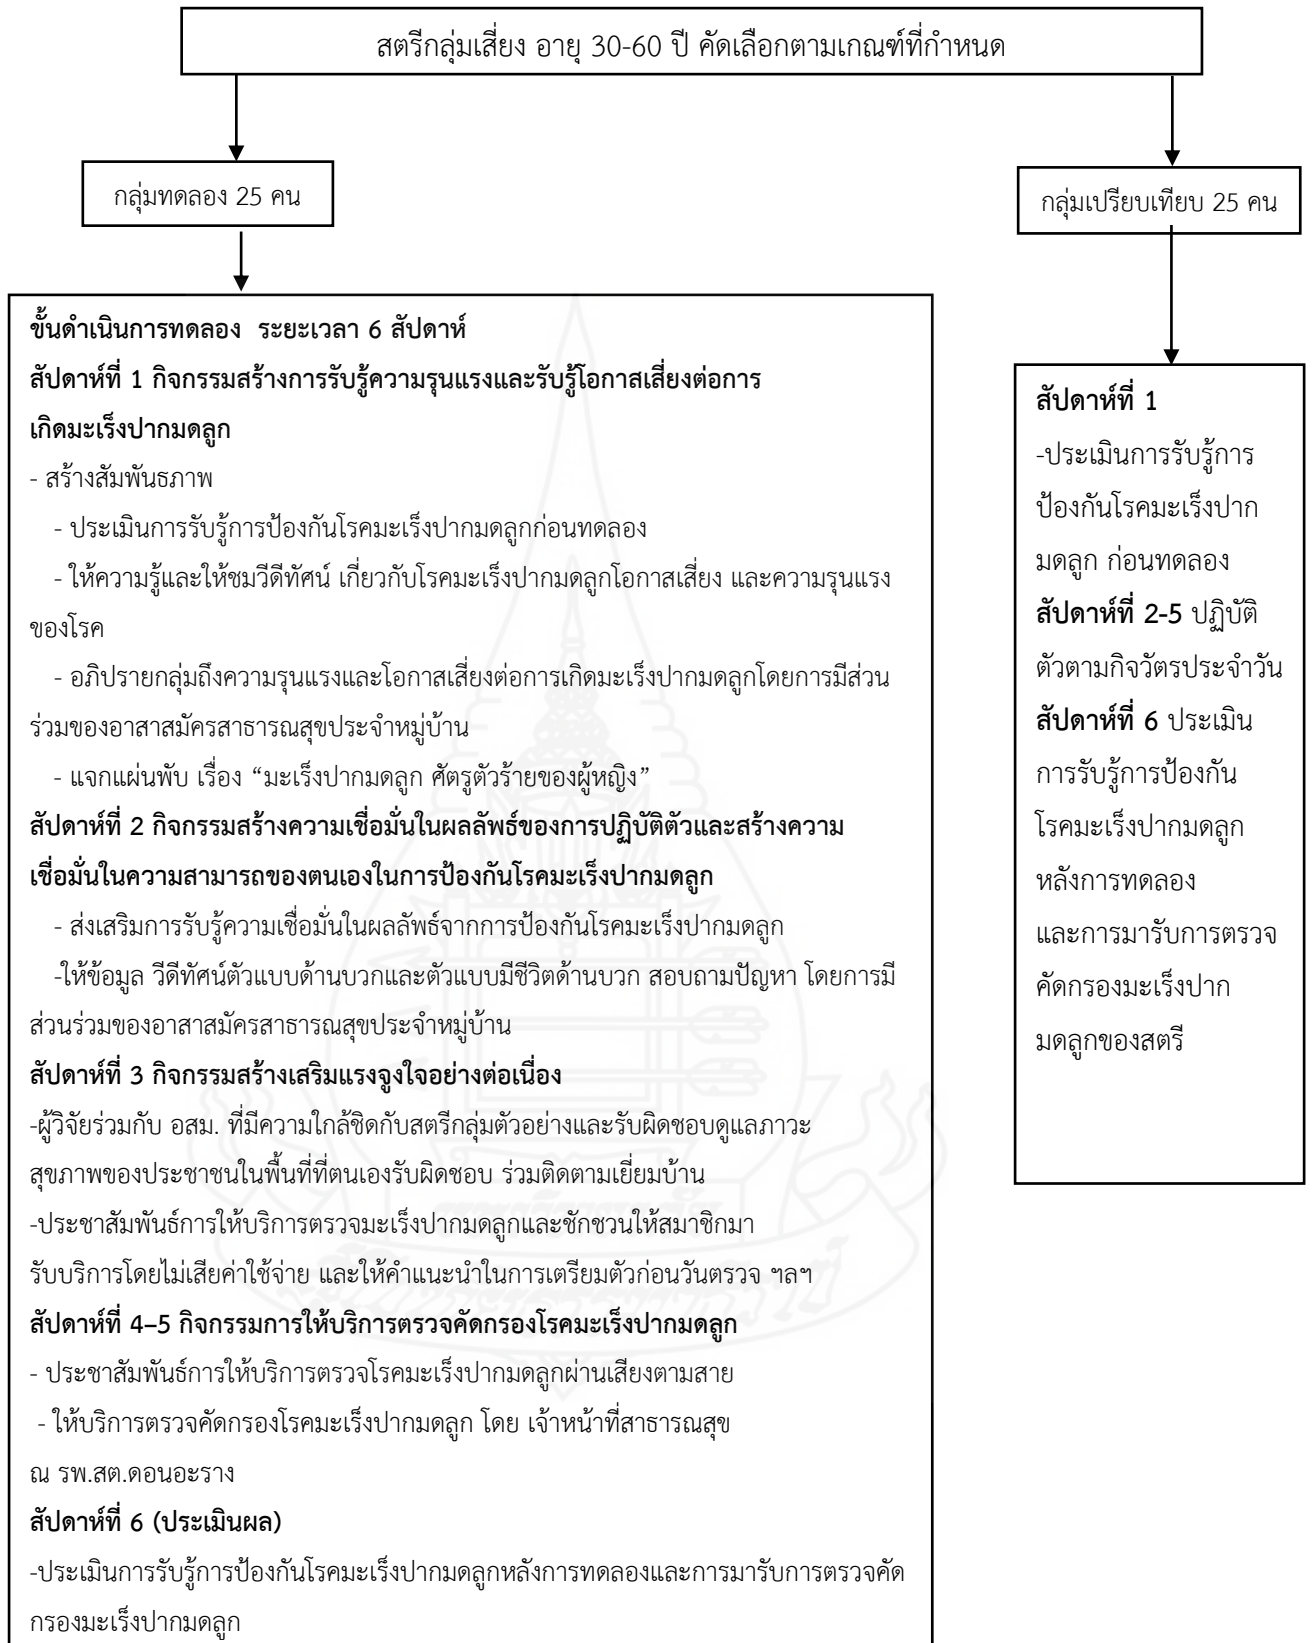 สตรีกลุ่มเสี่ยง อายุ 30-60 ปี คัดเลือกตามเกณฑ์ที่กำหนด
กลุ่มทดลอง 25 คน
กลุ่มเปรียบเทียบ 25 คน
ขั้นดำเนินการทดลอง ระยะเวลา 6 สัปดาห์
สัปดาห์ที่ 1 กิจกรรมสร้างการรับรู้ความรุนแรงและรับรู้โอกาสเสี่ยงต่อการ
เกิดมะเร็งปากมดลูก
- สร้างสัมพันธภาพ
- ประเมินการรับรู้การป้องกันโรคมะเร็งปากมดลูกก่อนทดลอง
- ให้ความรู้และให้ชมวีดีทัศน์ เกี่ยวกับโรคมะเร็งปากมดลูกโอกาสเสี่ยง และความรุนแรง
ของโรค
- อภิปรายกลุ่มถึงความรุนแรงและโอกาสเสี่ยงต่อการเกิดมะเร็งปากมดลูกโดยการมีส่วน
ร่วมของอาสาสมัครสาธารณสุขประจำหมู่บ้าน
- แจกแผ่นพับ เรื่อง “มะเร็งปากมดลูก ศัตรูตัวร้ายของผู้หญิง”
สัปดาห์ที่ 2 กิจกรรมสร้างความเชื่อมั่นในผลลัพธ์ของการปฏิบัติตัวและสร้างความ
เชื่อมั่นในความสามารถของตนเองในการป้องกันโรคมะเร็งปากมดลูก
- ส่งเสริมการรับรู้ความเชื่อมั่นในผลลัพธ์จากการป้องกันโรคมะเร็งปากมดลูก
-ให้ข้อมูล วีดีทัศน์ตัวแบบด้านบวกและตัวแบบมีชีวิตด้านบวก สอบถามปัญหา โดยการมี
ส่วนร่วมของอาสาสมัครสาธารณสุขประจำหมู่บ้าน
สัปดาห์ที่ 3 กิจกรรมสร้างเสริมแรงจูงใจอย่างต่อเนื่อง
-ผู้วิจัยร่วมกับ อสม. ที่มีความใกล้ชิดกับสตรีกลุ่มตัวอย่างและรับผิดชอบดูแลภาวะ
สุขภาพของประชาชนในพื้นที่ที่ตนเองรับผิดชอบ ร่วมติดตามเยี่ยมบ้าน
-ประชาสัมพันธ์การให้บริการตรวจมะเร็งปากมดลูกและชักชวนให้สมาชิกมา
รับบริการโดยไม่เสียค่าใช้จ่าย และให้คำแนะนำในการเตรียมตัวก่อนวันตรวจ ฯลฯ
สัปดาห์ที่ 4–5 กิจกรรมการให้บริการตรวจคัดกรองโรคมะเร็งปากมดลูก
- ประชาสัมพันธ์การให้บริการตรวจโรคมะเร็งปากมดลูกผ่านเสียงตามสาย
- ให้บริการตรวจคัดกรองโรคมะเร็งปากมดลูก โดย เจ้าหน้าที่สาธารณสุข
ณ รพ.สต.ดอนอะราง
สัปดาห์ที่ 6 (ประเมินผล)
-ประเมินการรับรู้การป้องกันโรคมะเร็งปากมดลูกหลังการทดลองและการมารับการตรวจคัด
กรองมะเร็งปากมดลูก
สัปดาห์ที่ 1
-ประเมินการรับรู้การ
ป้องกันโรคมะเร็งปาก
มดลูก ก่อนทดลอง
สัปดาห์ที่ 2-5 ปฏิบัติ
ตัวตามกิจวัตรประจำวัน
สัปดาห์ที่ 6 ประเมิน
การรับรู้การป้องกัน
โรคมะเร็งปากมดลูก
หลังการทดลอง
และการมารับการตรวจ
คัดกรองมะเร็งปาก
มดลูกของสตรี